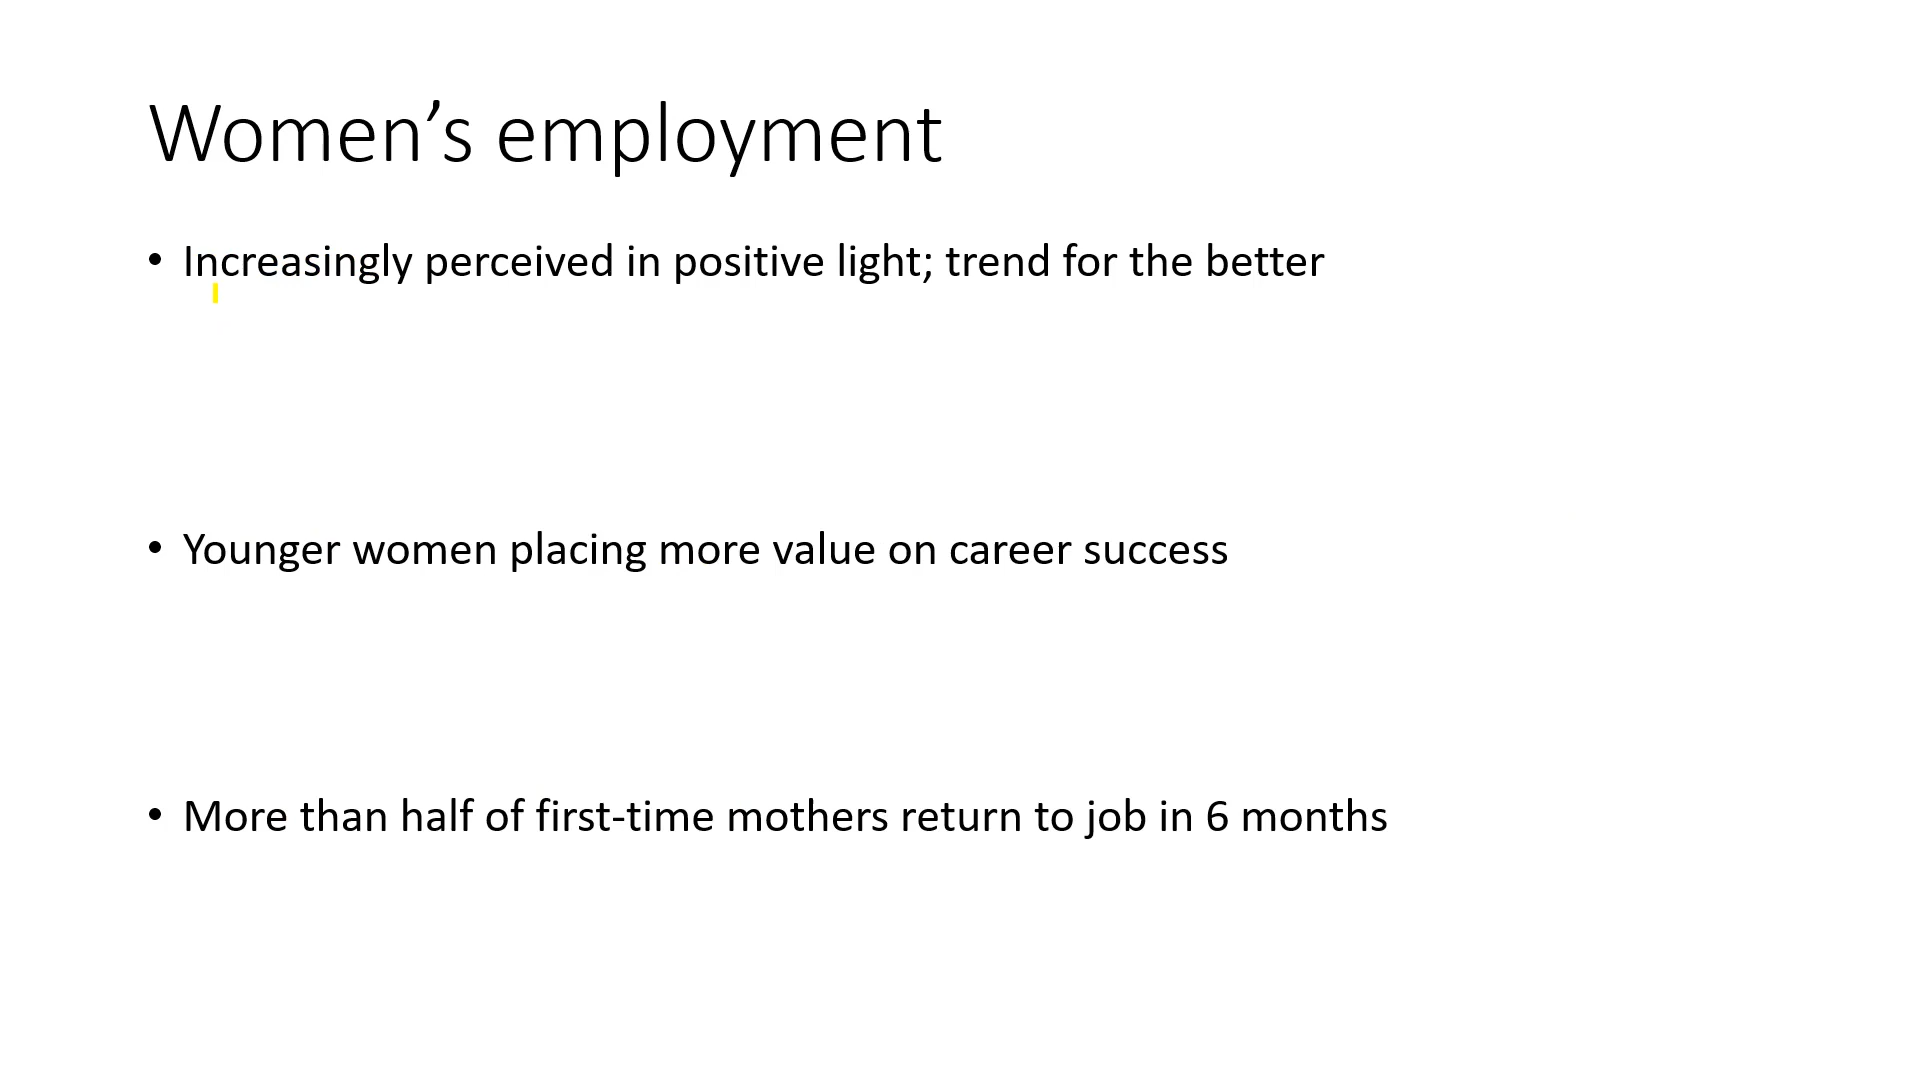 Women’s employment
• Increasingly perceived in positive light; trend for the better
• Younger women placing more value on career success
• More than half of first-time mothers return to job in 6 months